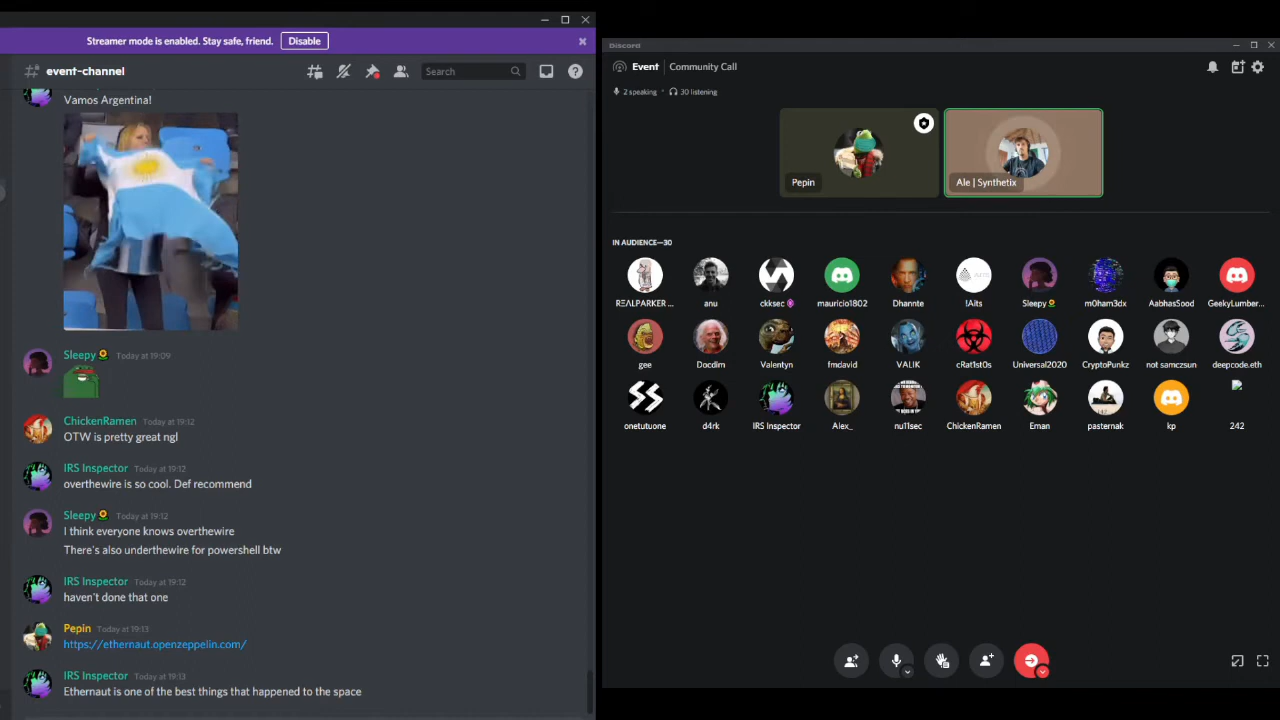 Streamer mode is enabled. Stay safe, friend.
Disable
event-channel
Search
Vamos Argentina!
Sleepy Today at 19:09
ChickenRamen Today at 19:12
OTW is pretty great ngl
IRS Inspector Today at 19:12
overthewire is so cool. Def recommend
Sleepy Today at 19:12
I think everyone knows overthewire
There's also underthewire for powershell btw
IRS Inspector Today at 19:12
haven't done that one
Pepin Today at 19:13
https://ethernaut.openzeppelin.com/
IRS Inspector Today at 19:13
Ethernaut is one of the best things that happened to the space
Discord
Event Community Call
2 speaking • 30 listening
Pepin
Ale | Synthetix
IN AUDIENCE—30
RΞALPARKER ... anu ckksec mauricio1802 Dhannte !Aits Sleepy m0ham3dx AabhasSood GeekyLumber...
gee Docdim Valentyn fmdavid VALIK cRat1st0s Universal2020 CryptoPunkz not samczsun deepcode.eth
onetutuone d4rk IRS Inspector Alex_ nu11sec ChickenRamen Eman pasternak kp 242